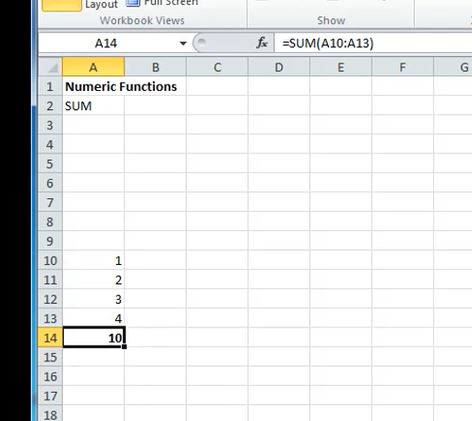 Layout Full Screen
Workbook Views Show
A14 fx =SUM(A10:A13)
A B C D E F G
1 Numeric Functions
2 SUM
3
4
5
6
7
8
9
10 1
11 2
12 3
13 4
14 10
15
16
17
18